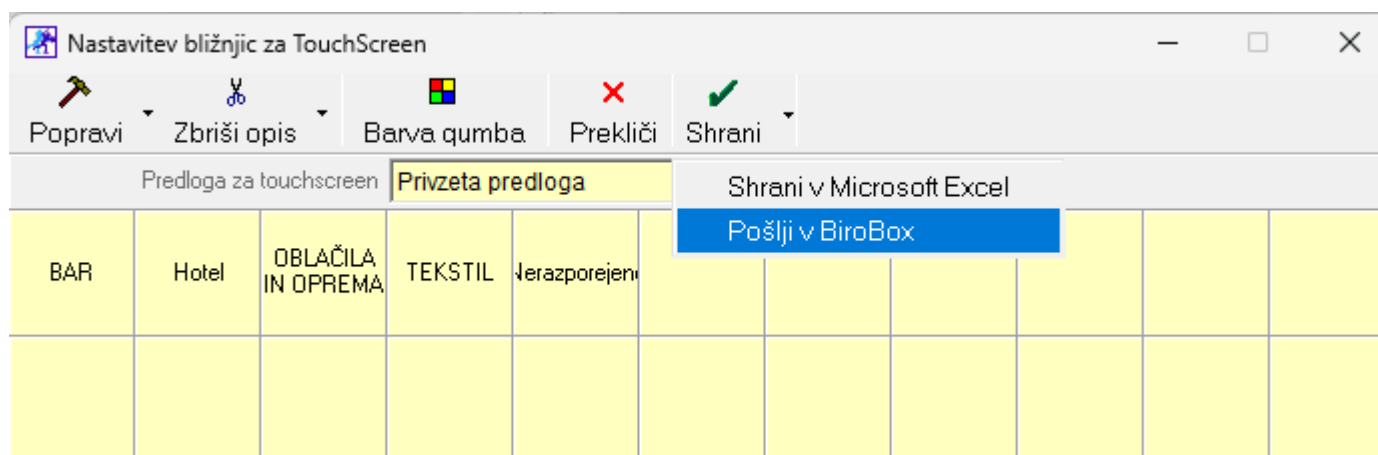 Nastavitev bližnjic za TouchScreen
Popravi Zbriši opis Barva gumba Prekliči Shrani
Predloga za touchscreen Privzeta predloga
Shrani v Microsoft Excel
Pošlji v BiroBox
BAR Hotel OBLAČILA TEKSTIL Nerazporejeno
IN OPREMA